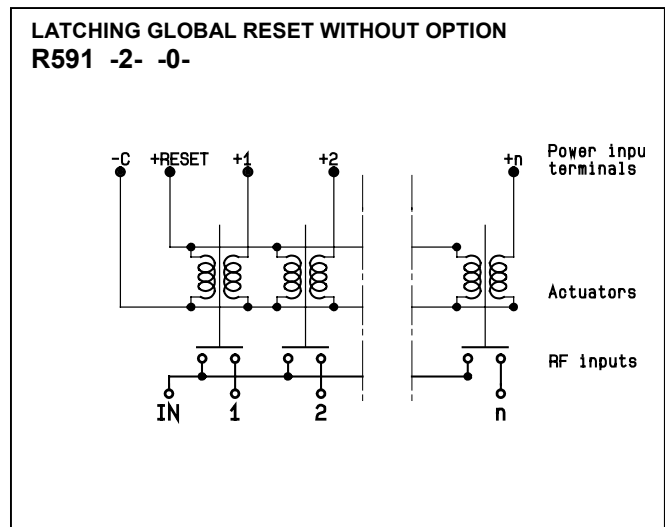 LATCHING GLOBAL RESET WITHOUT OPTION
R591 -2- -0-
-C +RESET +1 +2 +n
Power inpu
terminals
Actuators
RF inputs
IN 1 2 n